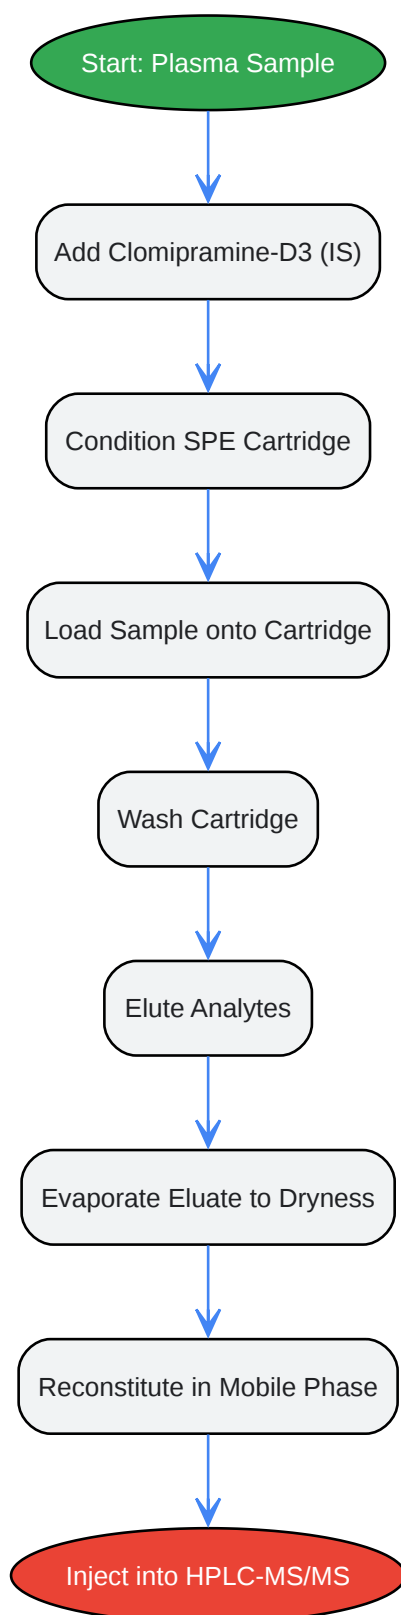 Start: Plasma Sample
Add Clomipramine-D3 (IS)
Condition SPE Cartridge
Load Sample onto Cartridge
Wash Cartridge
Elute Analytes
Evaporate Eluate to Dryness
Reconstitute in Mobile Phase
Inject into HPLC-MS/MS